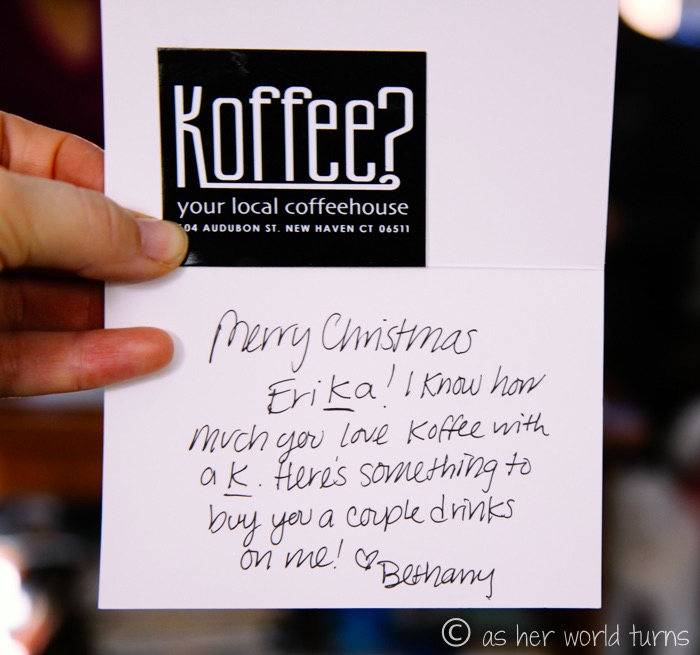 Koffee?
your local coffeehouse
04 AUDUBON ST. NEW HAVEN CT 06511
Merry Christmas
Erika! I know how
much you love Koffee with
a K. Here's something to
buy you a couple drinks
on me! ♡ Bethany
© as her world turns